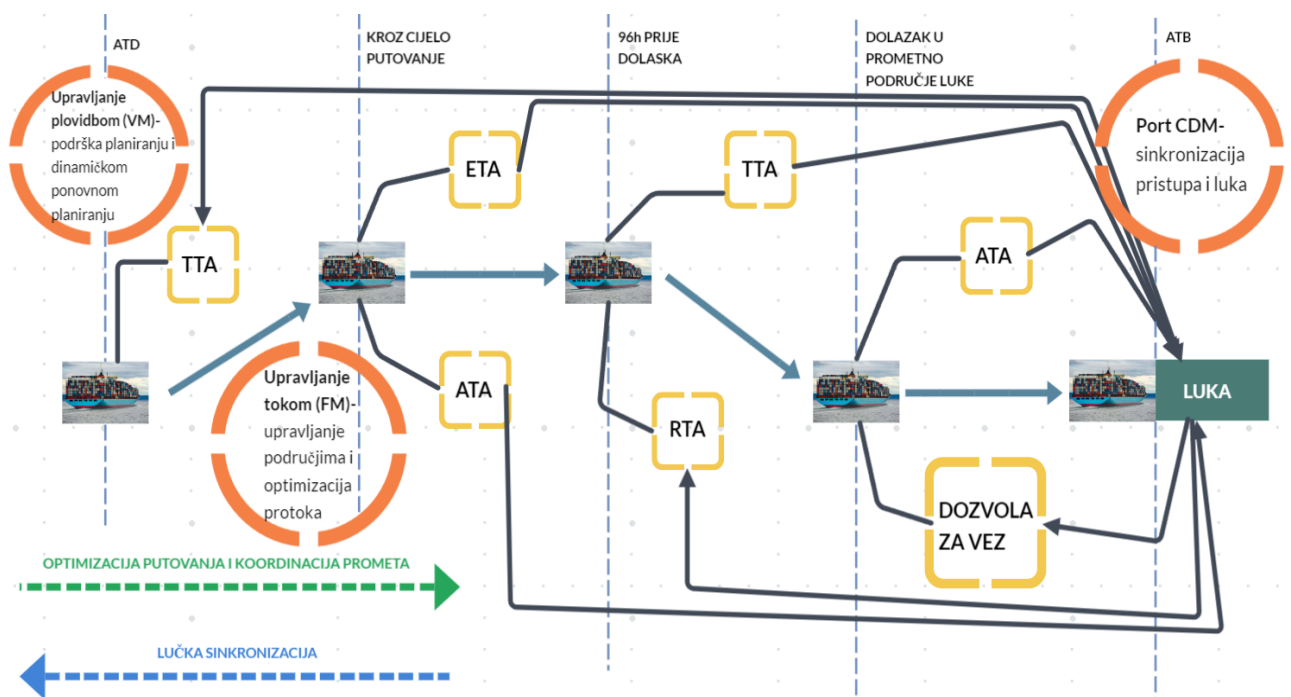 ATD
KROZ CIJELO
PUTOVANJE
96h PRIJE
DOLASKA
DOLAZAK U
PROMETNO
PODRUČJE LUKE
ATB
Upravljanje
plovidbom (VM)-
podrška planiranju i
dinamičkom
ponovnom
planiranju
TTA
ETA
TTA
Port CDM-
sinkronizacija
pristupa i luka
ATA
Upravljanje
tokom (FM)-
upravljanje
područjima i
optimizacija
protoka
ATA
RTA
LUKA
DOZVOLA
ZA VEZ
OPTIMIZACIJA PUTOVANJA I KOORDINACIJA PROMETA
LUČKA SINKRONIZACIJA